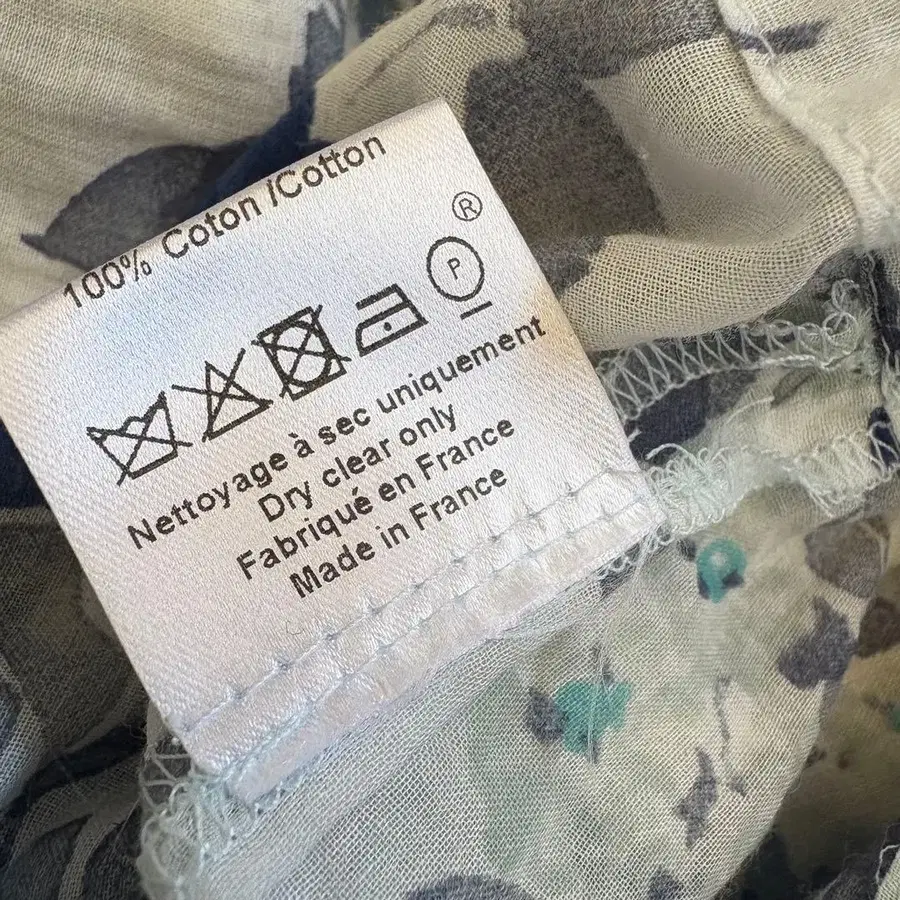 100% Coton /Cotton
®
P
Nettoyage à sec uniquement
Dry clear only
Fabriqué en France
Made in France